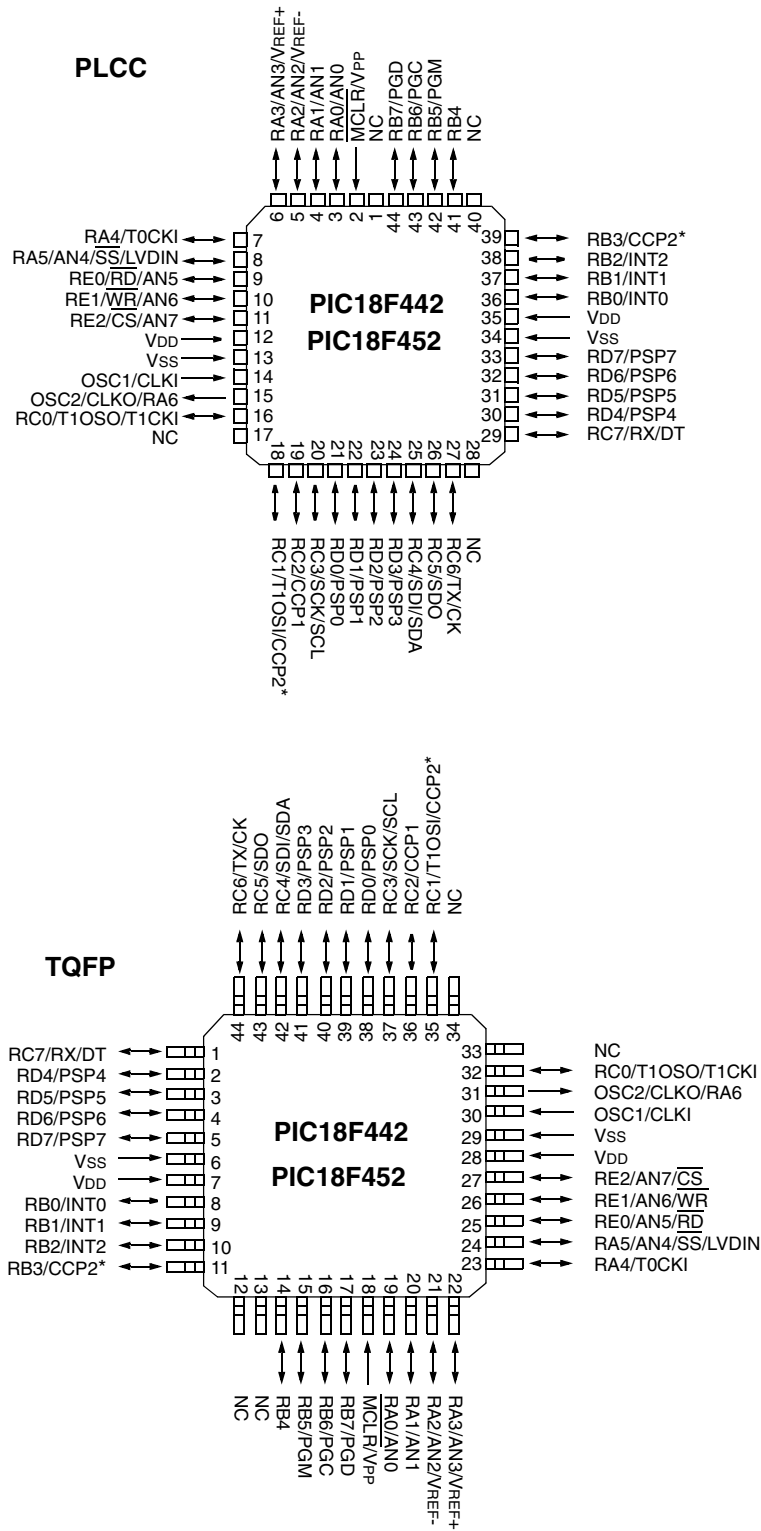 PLCC
RA3/AN3/VREF+
RA2/AN2/VREF-
RA1/AN1
RA0/AN0
MCLR/VPP
NC
RB7/PGD
RB6/PGC
RB5/PGM
RB4
NC
6 5 4 3 2 1 44 43 42 41 40
RA4/T0CKI 7
RA5/AN4/SS/LVDIN 8
RE0/RD/AN5 9
RE1/WR/AN6 10
RE2/CS/AN7 11
VDD 12
VSS 13
OSC1/CLKI 14
OSC2/CLKO/RA6 15
RC0/T1OSO/T1CKI 16
NC 17
PIC18F442
PIC18F452
39 RB3/CCP2*
38 RB2/INT2
37 RB1/INT1
36 RB0/INT0
35 VDD
34 VSS
33 RD7/PSP7
32 RD6/PSP6
31 RD5/PSP5
30 RD4/PSP4
29 RC7/RX/DT
18 19 20 21 22 23 24 25 26 27 28
RC1/T1OSI/CCP2*
RC2/CCP1
RC3/SCK/SCL
RD0/PSP0
RD1/PSP1
RD2/PSP2
RD3/PSP3
RC4/SDI/SDA
RC5/SDO
RC6/TX/CK
NC
TQFP
RC6/TX/CK
RC5/SDO
RC4/SDI/SDA
RD3/PSP3
RD2/PSP2
RD1/PSP1
RD0/PSP0
RC3/SCK/SCL
RC2/CCP1
RC1/T1OSI/CCP2*
NC
44 43 42 41 40 39 38 37 36 35 34
RC7/RX/DT 1
RD4/PSP4 2
RD5/PSP5 3
RD6/PSP6 4
RD7/PSP7 5
VSS 6
VDD 7
RB0/INT0 8
RB1/INT1 9
RB2/INT2 10
RB3/CCP2* 11
PIC18F442
PIC18F452
33 NC
32 RC0/T1OSO/T1CKI
31 OSC2/CLKO/RA6
30 OSC1/CLKI
29 VSS
28 VDD
27 RE2/AN7/CS
26 RE1/AN6/WR
25 RE0/AN5/RD
24 RA5/AN4/SS/LVDIN
23 RA4/T0CKI
12 13 14 15 16 17 18 19 20 21 22
NC
NC
RB4
RB5/PGM
RB6/PGC
RB7/PGD
MCLR/VPP
RA0/AN0
RA1/AN1
RA2/AN2/VREF-
RA3/AN3/VREF+